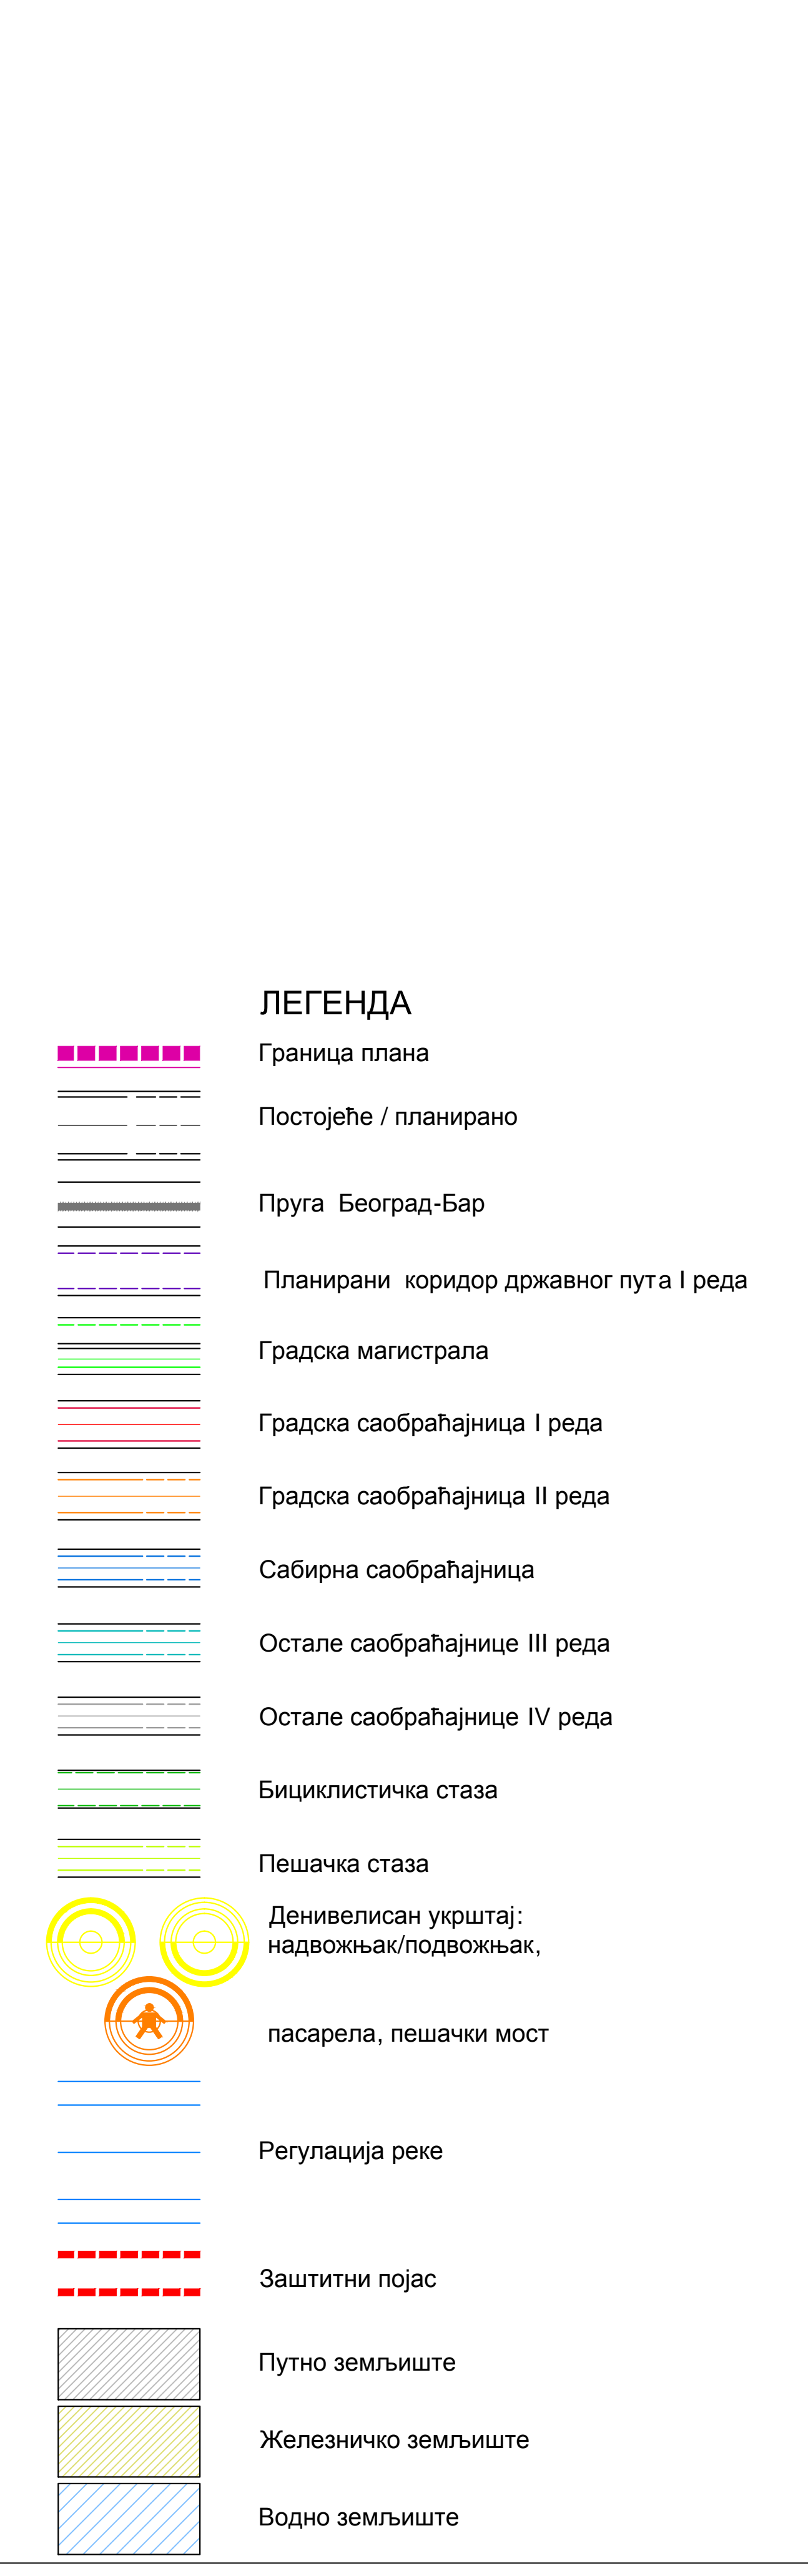 ЛЕГЕНДА
Граница плана
Постојеће / планирано
Пруга Београд-Бар
Планирани коридор државног пута I реда
Градска магистрала
Градска саобраћајница I реда
Градска саобраћајница II реда
Сабирна саобраћајница
Остале саобраћајнице III реда
Остале саобраћајнице IV реда
Бициклистичка стаза
Пешачка стаза
Денивелисан укрштај:
надвожњак/подвожњак,
пасарела, пешачки мост
Регулација реке
Заштитни појас
Путно земљиште
Железничко земљиште
Водно земљиште